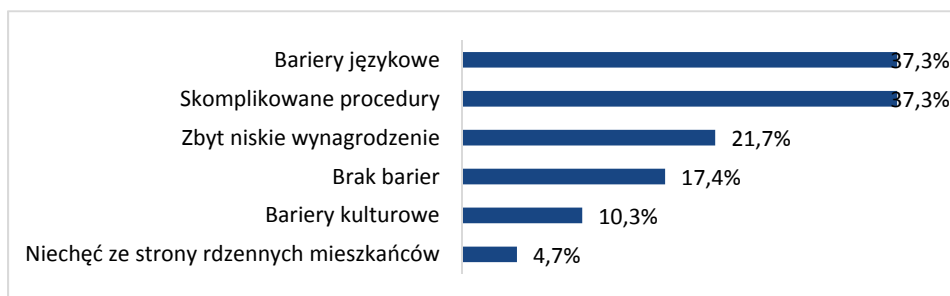 Bariery językowe 37,3%
Skomplikowane procedury 37,3%
Zbyt niskie wynagrodzenie 21,7%
Brak barier 17,4%
Bariery kulturowe 10,3%
Niechęć ze strony rdzennych mieszkańców 4,7%